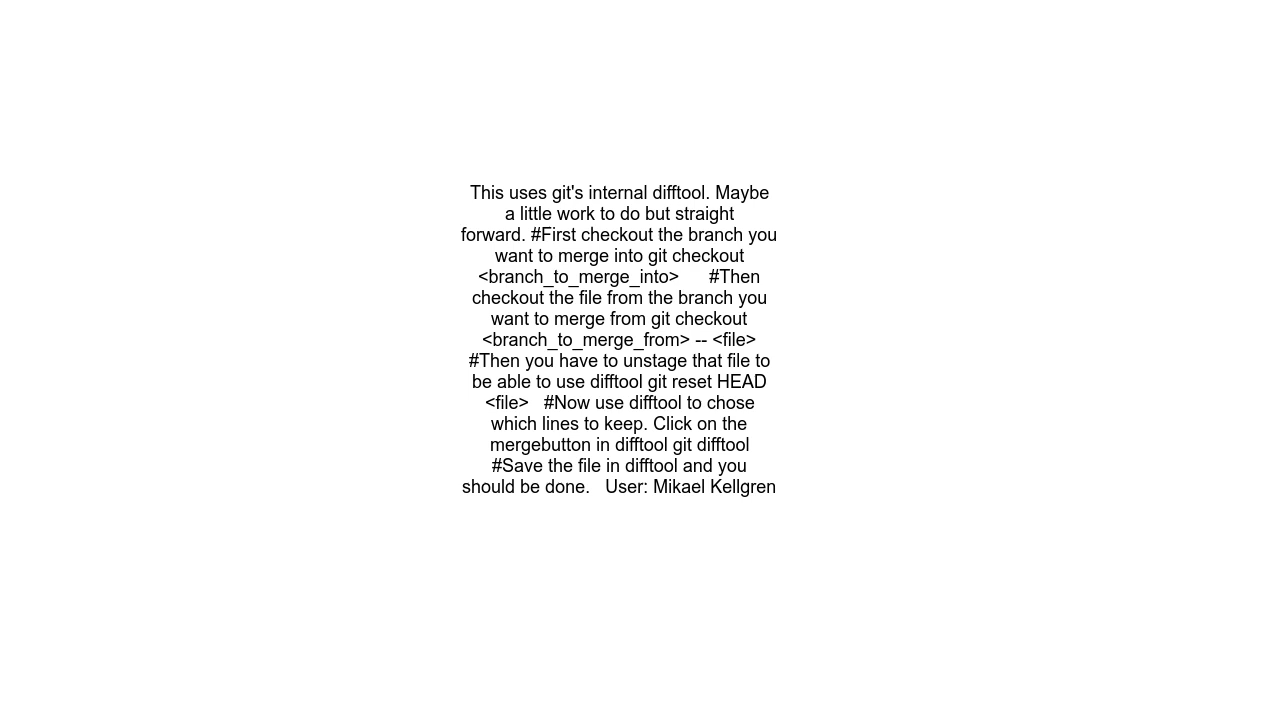 This uses git's internal difftool. Maybe
a little work to do but straight
forward. #First checkout the branch you
want to merge into git checkout
<branch_to_merge_into>      #Then
checkout the file from the branch you
want to merge from git checkout
<branch_to_merge_from> -- <file>
#Then you have to unstage that file to
be able to use difftool git reset HEAD
<file>   #Now use difftool to chose
which lines to keep. Click on the
mergebutton in difftool git difftool
#Save the file in difftool and you
should be done.   User: Mikael Kellgren